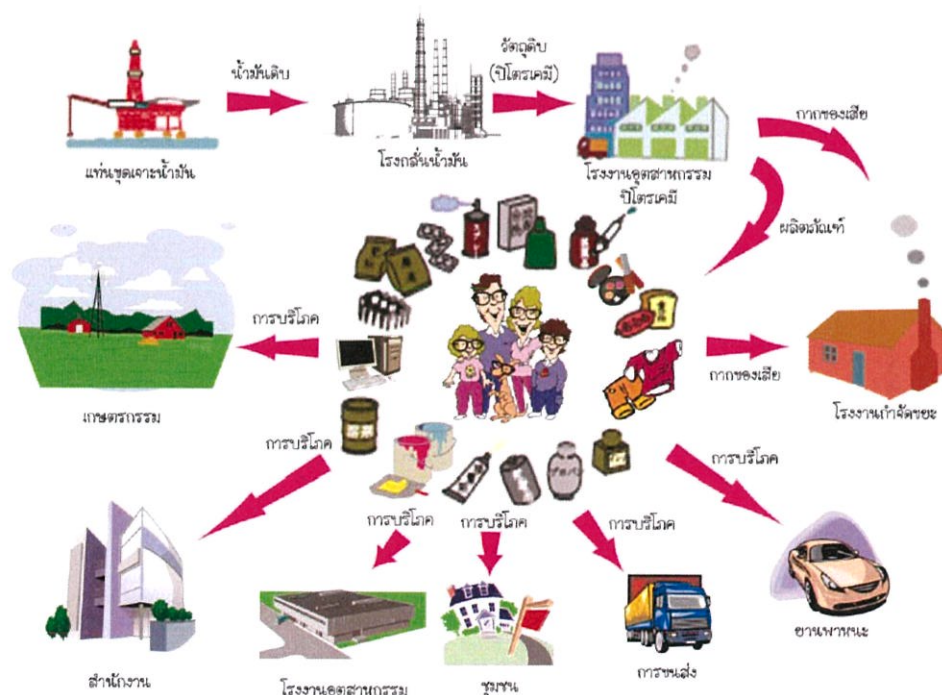 น้ำมันดิบ
วัตถุดิบ
(ปิโตรเคมี)
แท่นขุดเจาะน้ำมัน
โรงกลั่นน้ำมัน
โรงงานอุตสาหกรรม
ปิโตรเคมี
กากของเสีย
ผลิตภัณฑ์
การบริโภค
เกษตรกรรม
กากของเสีย
โรงงานกำจัดขยะ
การบริโภค
การบริโภค
การบริโภค
การบริโภค
การบริโภค
สำนักงาน
โรงงานอุตสาหกรรม
ชุมชน
การขนส่ง
ยานพาหนะ